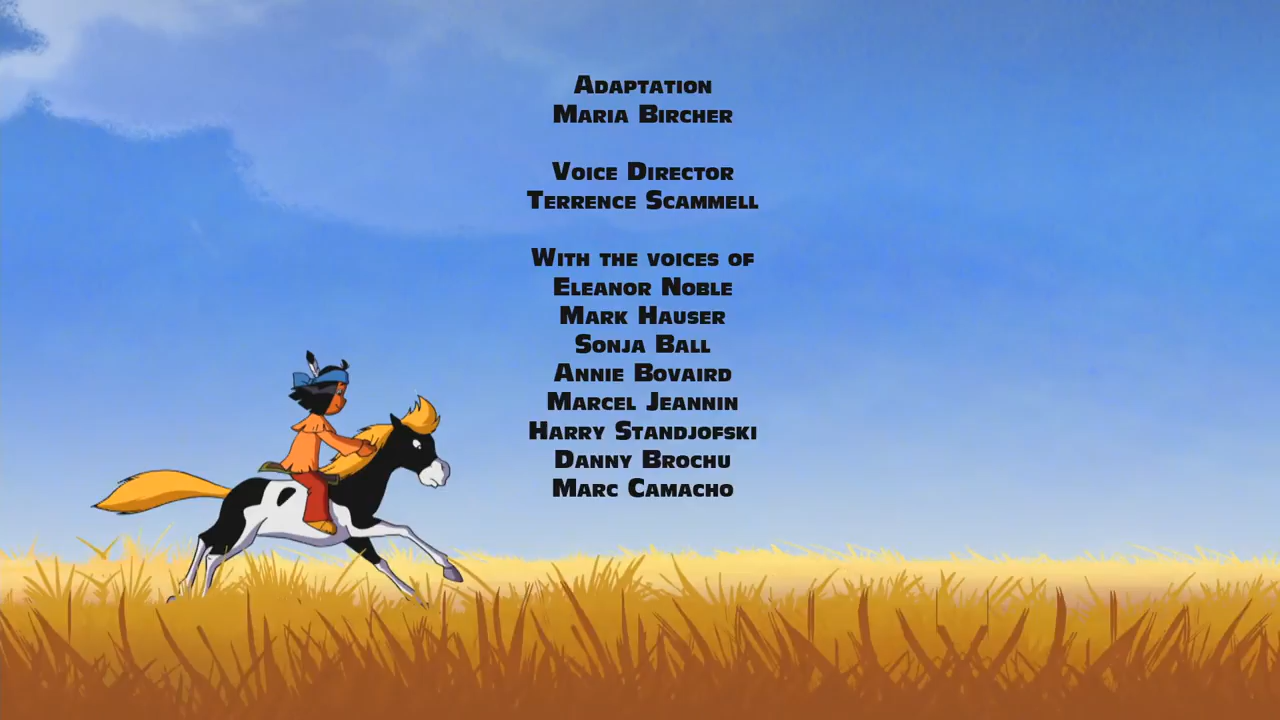 Adaptation
Maria Bircher
Voice Director
Terrence Scammell
With the voices of
Eleanor Noble
Mark Hauser
Sonja Ball
Annie Bovaird
Marcel Jeannin
Harry Standjofski
Danny Brochu
Marc Camacho